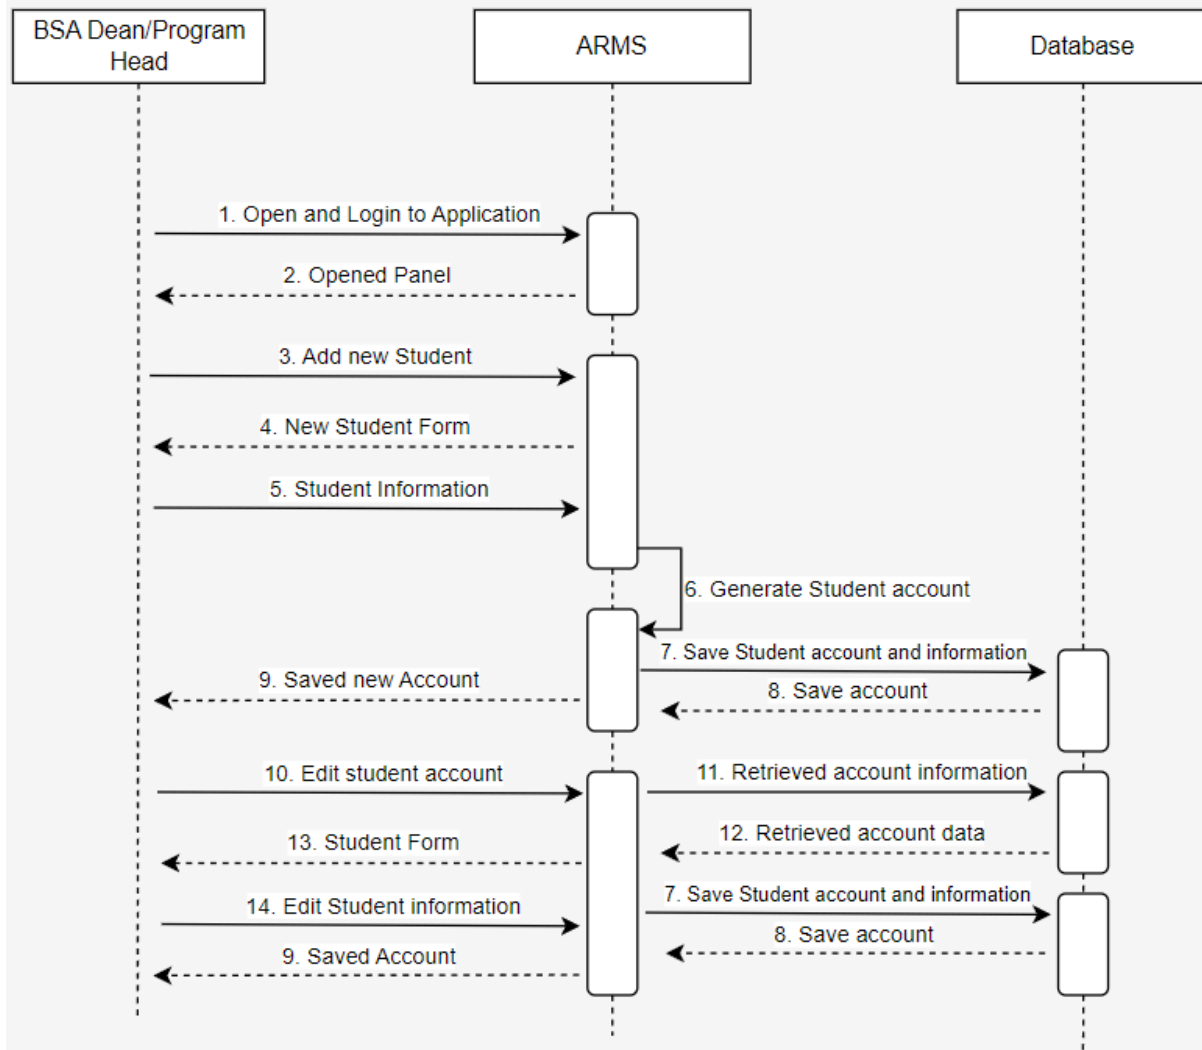 BSA Dean/Program
Head
ARMS
Database
1. Open and Login to Application
2. Opened Panel
3. Add new Student
4. New Student Form
5. Student Information
6. Generate Student account
7. Save Student account and information
9. Saved new Account
8. Save account
10. Edit student account
11. Retrieved account information
13. Student Form
12. Retrieved account data
14. Edit Student information
7. Save Student account and information
9. Saved Account
8. Save account